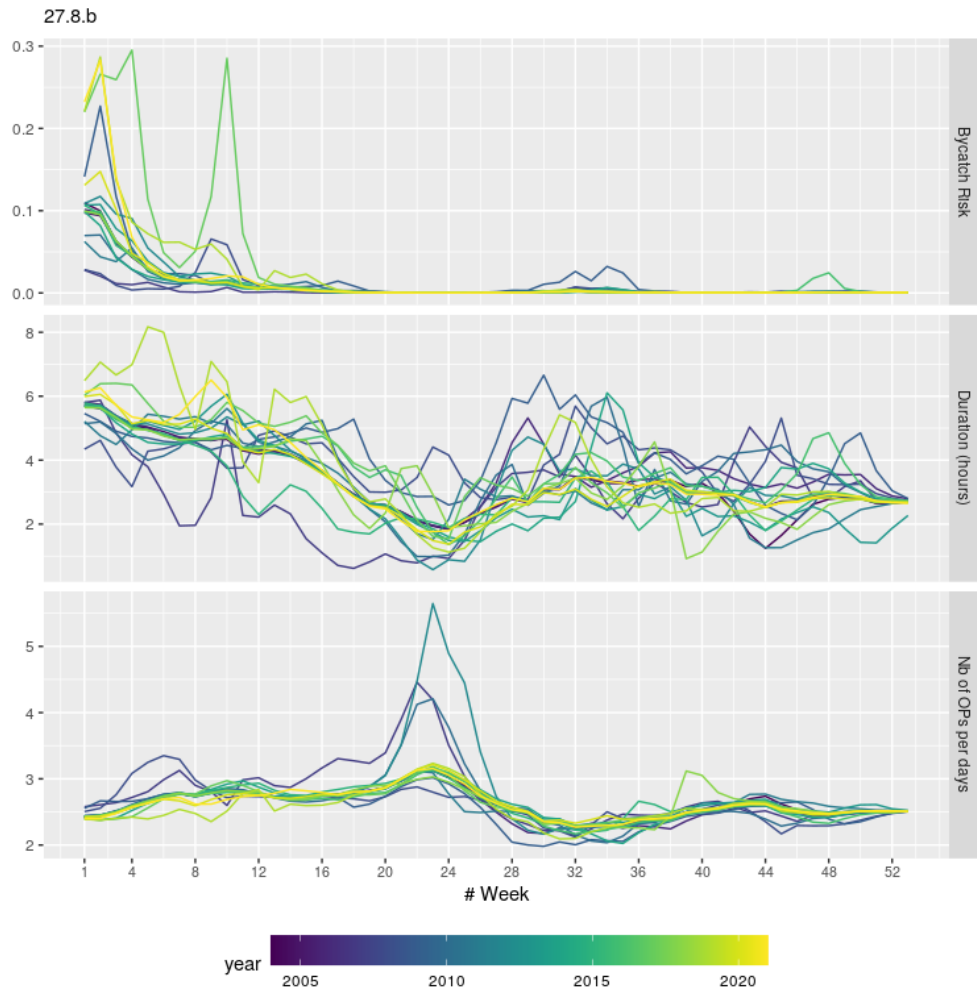 27.8.b
0.3
0.2
0.1
0.0
Bycatch Risk
8
6
4
2
Duration (hours)
5
4
3
2
Nb of OPs per days
1 4 8 12 16 20 24 28 32 36 40 44 48 52
# Week
year
2005 2010 2015 2020